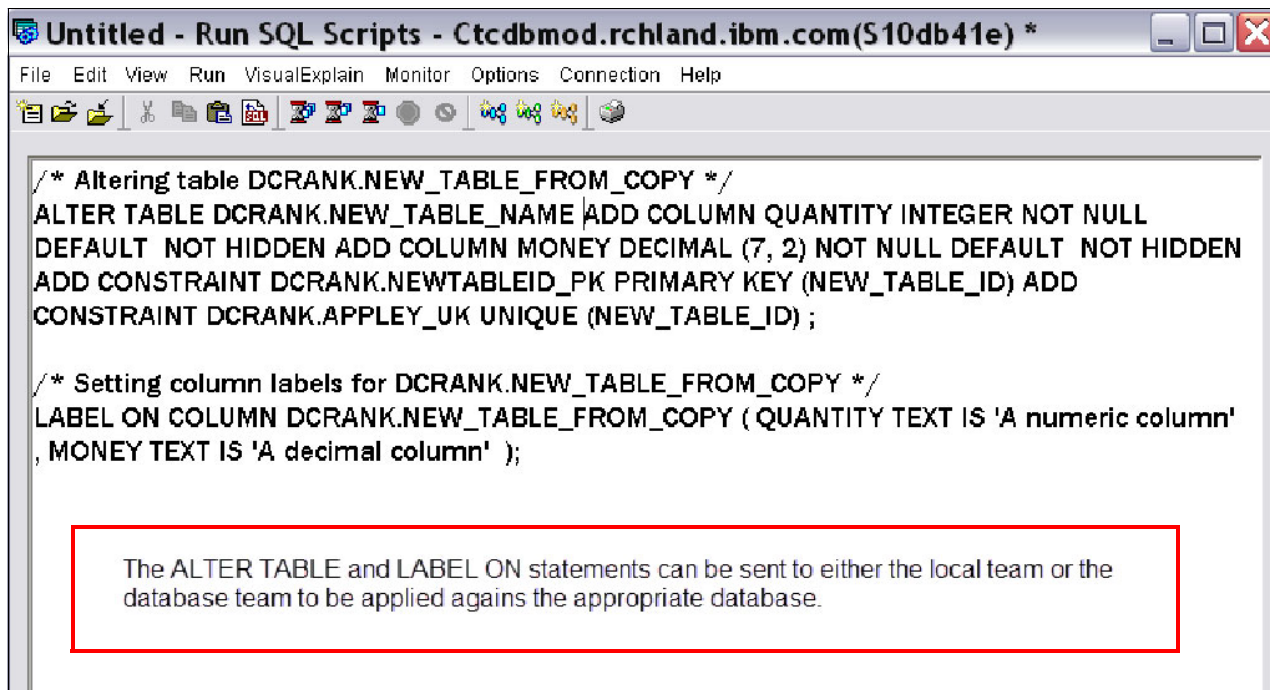 Untitled - Run SQL Scripts - Ctcdbmod.rchland.ibm.com(S10db41e) *
File Edit View Run VisualExplain Monitor Options Connection Help
/* Altering table DCRANK.NEW_TABLE_FROM_COPY */
ALTER TABLE DCRANK.NEW_TABLE_NAME ADD COLUMN QUANTITY INTEGER NOT NULL
DEFAULT NOT HIDDEN ADD COLUMN MONEY DECIMAL (7, 2) NOT NULL DEFAULT NOT HIDDEN
ADD CONSTRAINT DCRANK.NEWTABLEID_PK PRIMARY KEY (NEW_TABLE_ID) ADD
CONSTRAINT DCRANK.APPLEY_UK UNIQUE (NEW_TABLE_ID) ;
/* Setting column labels for DCRANK.NEW_TABLE_FROM_COPY */
LABEL ON COLUMN DCRANK.NEW_TABLE_FROM_COPY ( QUANTITY TEXT IS 'A numeric column'
, MONEY TEXT IS 'A decimal column' );
The ALTER TABLE and LABEL ON statements can be sent to either the local team or the
database team to be applied agains the appropriate database.